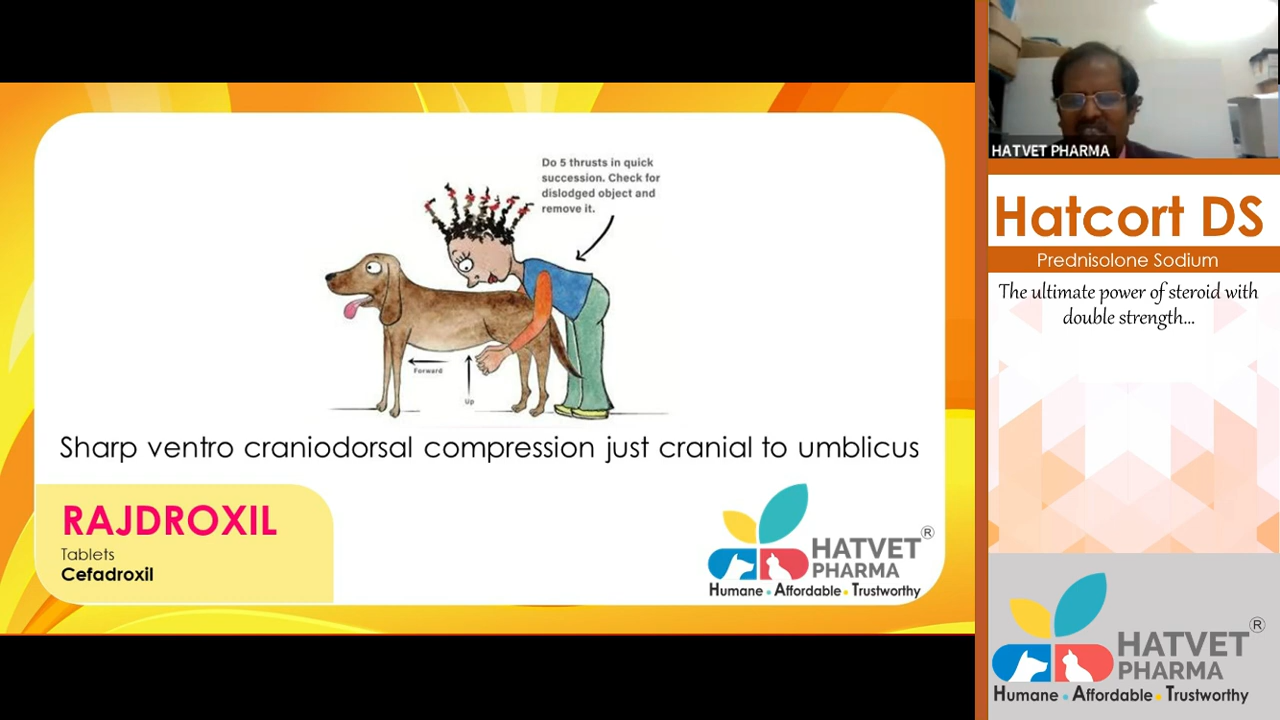 Do 5 thrusts in quick
succession. Check for
dislodged object and
remove it.
Forward
Up
Sharp ventro craniodorsal compression just cranial to umblicus
RAJDROXIL
Tablets
Cefadroxil
HATVET
PHARMA
®
Humane • Affordable • Trustworthy
HATVET PHARMA
Hatcort DS
Prednisolone Sodium
The ultimate power of steroid with
double strength...
HATVET
PHARMA
®
Humane • Affordable • Trustworthy